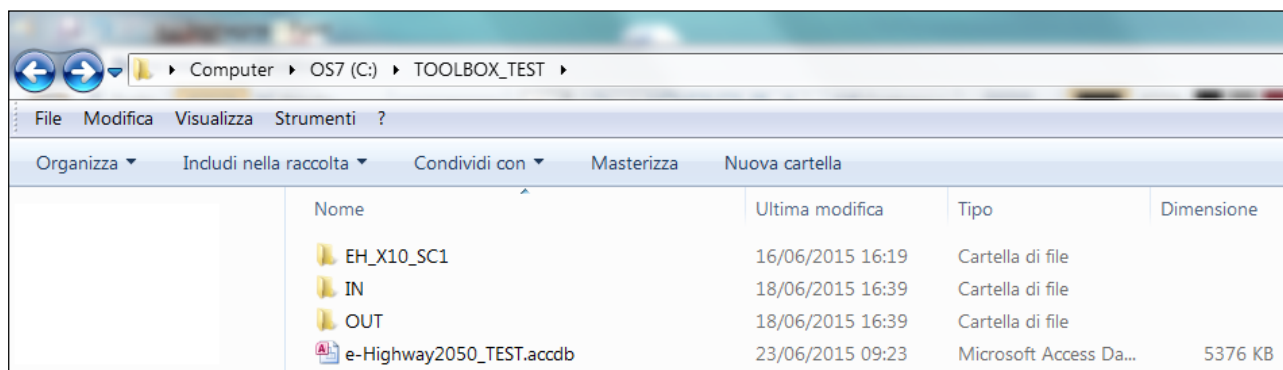 Computer OS7 (C:) TOOLBOX_TEST
File Modifica Visualizza Strumenti ?
Organizza Includi nella raccolta Condividi con Masterizza Nuova cartella
Nome Ultima modifica Tipo Dimensione
EH_X10_SC1 16/06/2015 16:19 Cartella di file
IN 18/06/2015 16:39 Cartella di file
OUT 18/06/2015 16:39 Cartella di file
e-Highway2050_TEST.accdb 23/06/2015 09:23 Microsoft Access Da... 5376 KB